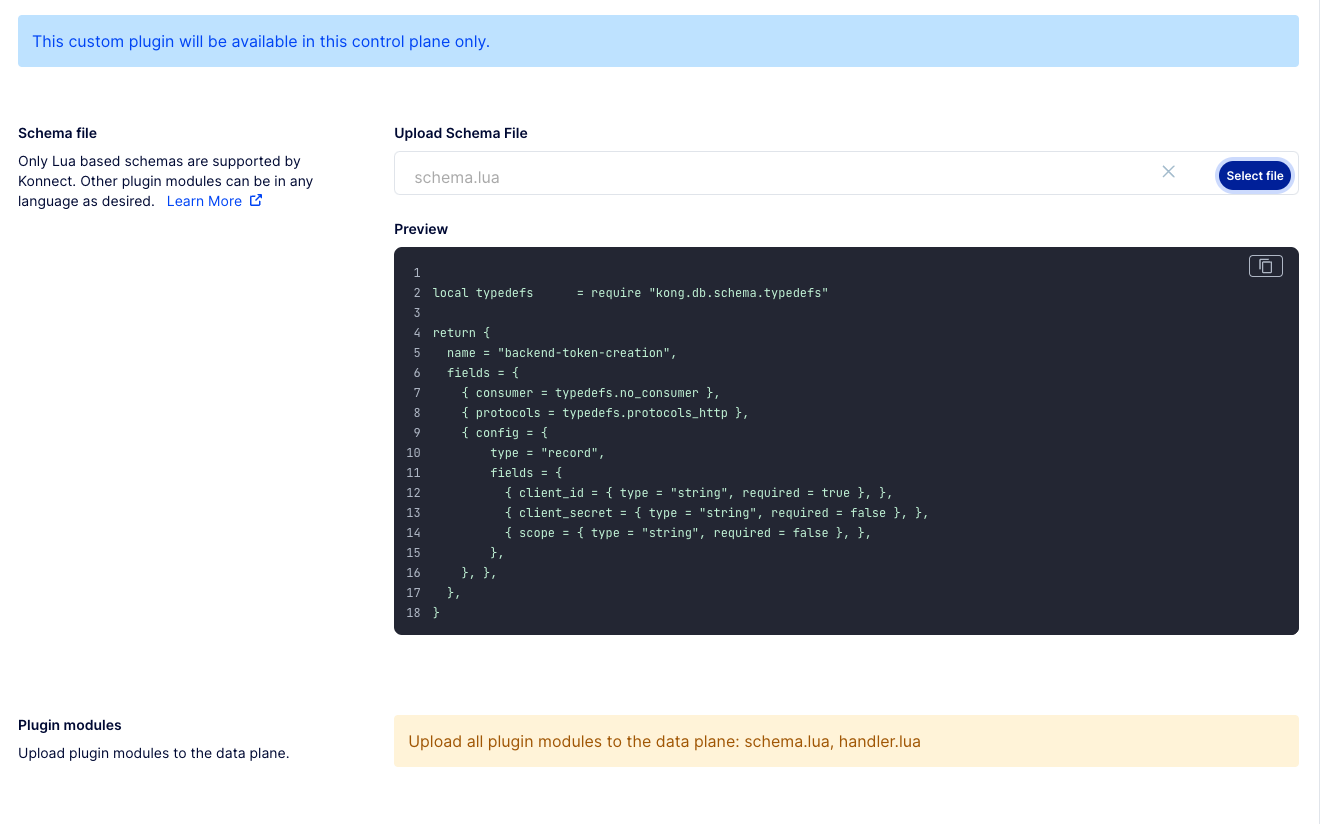 This custom plugin will be available in this control plane only.
Schema file
Only Lua based schemas are supported by
Konnect. Other plugin modules can be in any
language as desired. Learn More
Upload Schema File
schema.lua
Select file
Preview
1
2 local typedefs      = require "kong.db.schema.typedefs"
3
4 return {
5   name = "backend-token-creation",
6   fields = {
7     { consumer = typedefs.no_consumer },
8     { protocols = typedefs.protocols_http },
9     { config = {
10         type = "record",
11         fields = {
12           { client_id = { type = "string", required = true }, },
13           { client_secret = { type = "string", required = false }, },
14           { scope = { type = "string", required = false }, },
15         },
16     }, },
17   },
18 }
Plugin modules
Upload plugin modules to the data plane.
Upload all plugin modules to the data plane: schema.lua, handler.lua